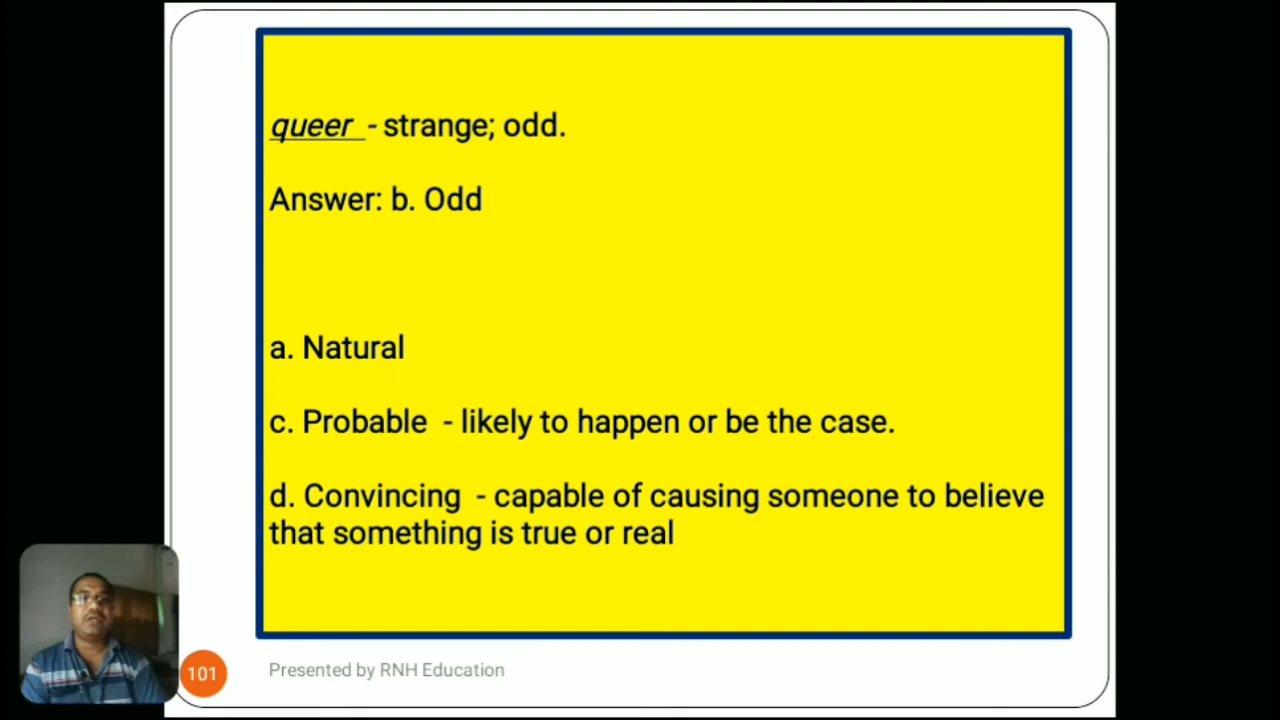 queer - strange; odd.
Answer: b. Odd
a. Natural
c. Probable - likely to happen or be the case.
d. Convincing - capable of causing someone to believe
that something is true or real
101
Presented by RNH Education